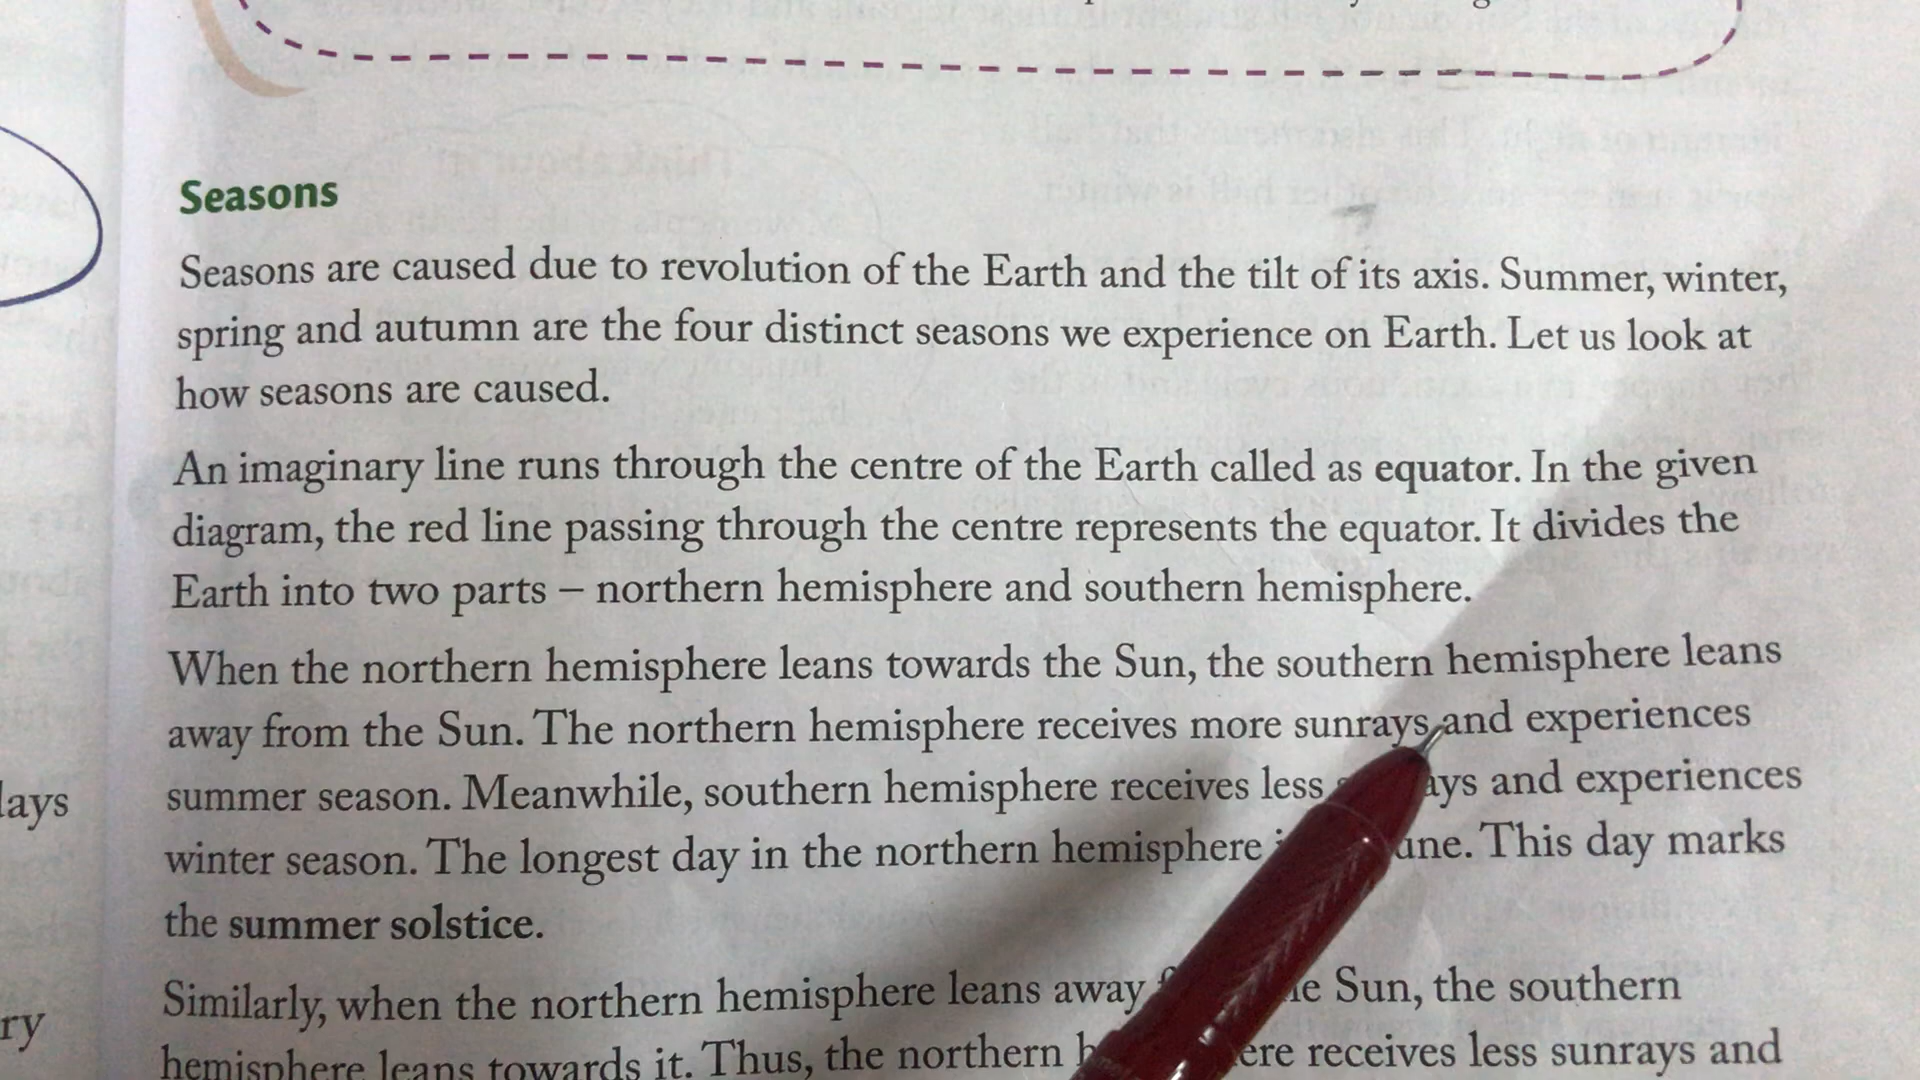 Seasons
Seasons are caused due to revolution of the Earth and the tilt of its axis. Summer, winter,
spring and autumn are the four distinct seasons we experience on Earth. Let us look at
how seasons are caused.
An imaginary line runs through the centre of the Earth called as equator. In the given
diagram, the red line passing through the centre represents the equator. It divides the
Earth into two parts – northern hemisphere and southern hemisphere.
When the northern hemisphere leans towards the Sun, the southern hemisphere leans
away from the Sun. The northern hemisphere receives more sunrays and experiences
lays
summer season. Meanwhile, southern hemisphere receives less and experiences
winter season. The longest day in the northern hemisphere This day marks
the summer solstice.
Similarly, when the northern hemisphere leans away Sun, the southern
ry
hemisphere leans towards it. Thus, the northern receives less sunrays and